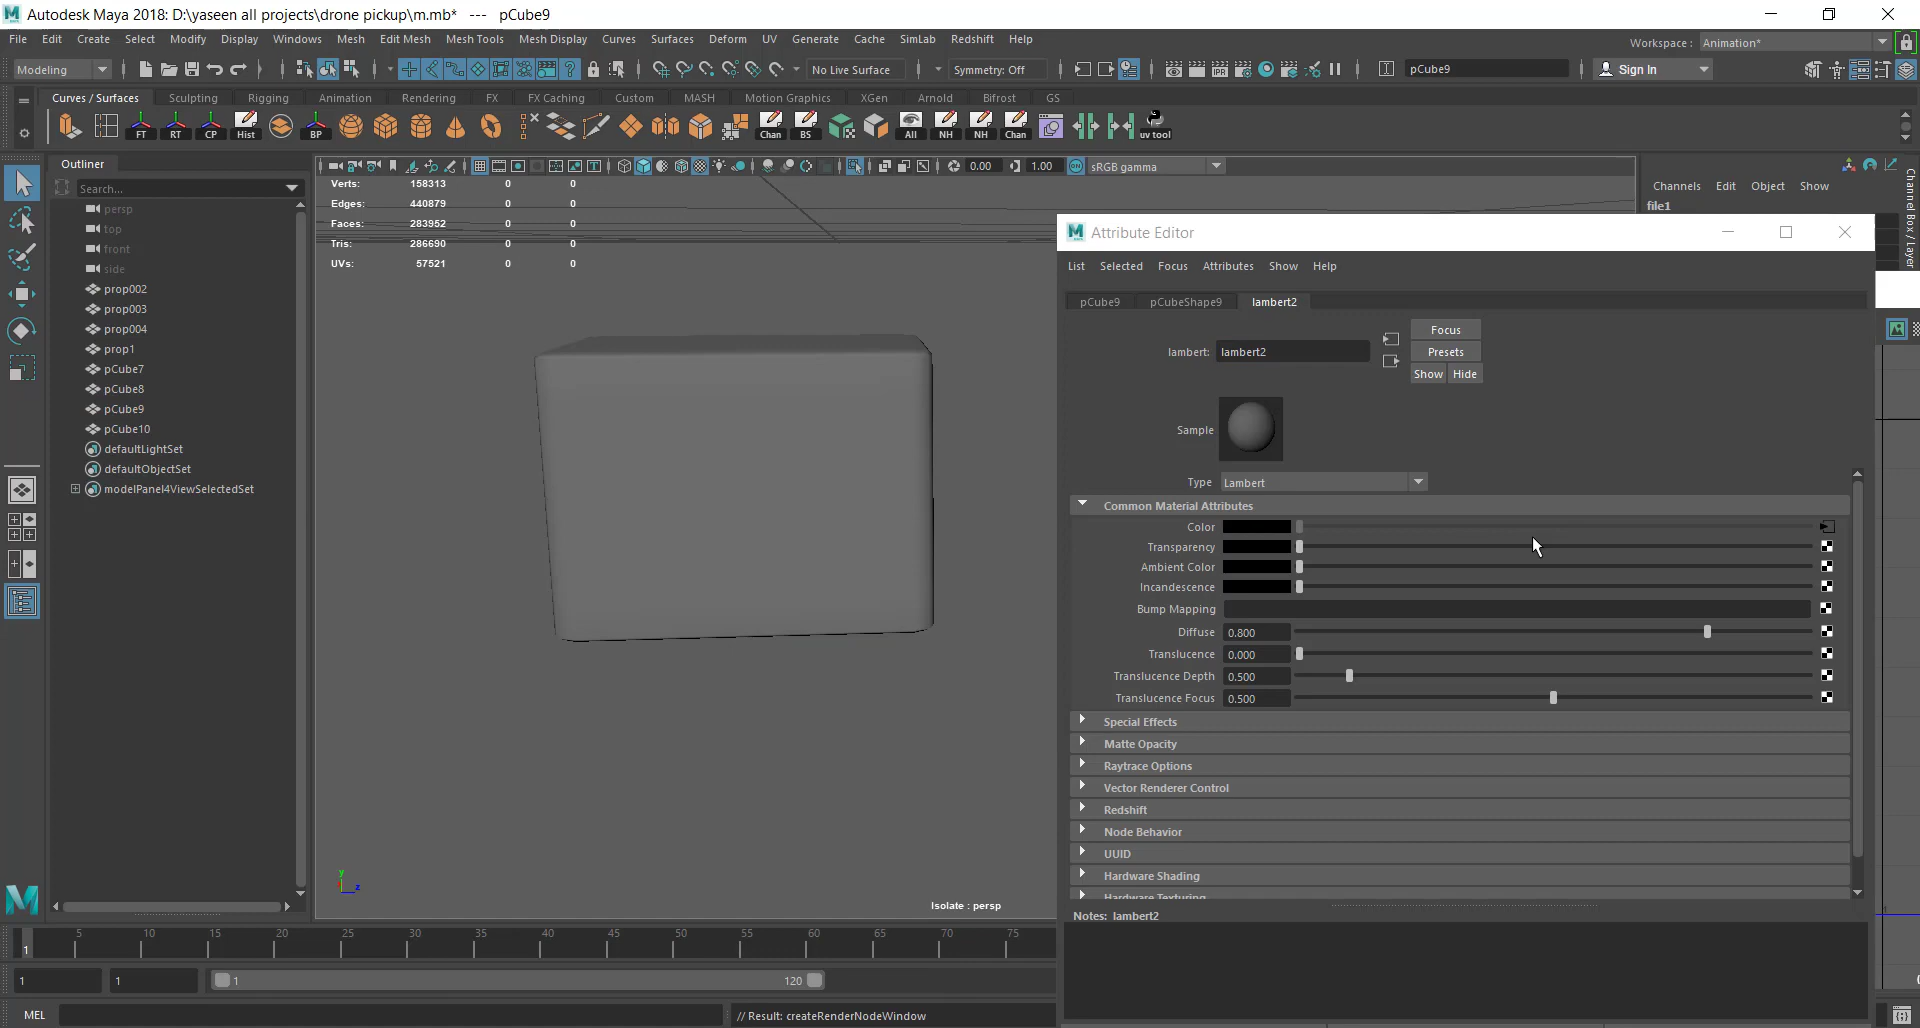 Autodesk Maya 2018: D:\yaseen all projects\drone pickup\m.mb*   ---   pCube9
File Edit Create Select Modify Display Windows Mesh Edit Mesh Mesh Tools Mesh Display Curves Surfaces Deform UV Generate Cache SimLab Redshift Help
Workspace : Animation*
Modeling
No Live Surface
Symmetry: Off
pCube9
Sign In
Curves / Surfaces Sculpting Rigging Animation Rendering FX FX Caching Custom MASH Motion Graphics XGen Arnold Bifrost GS
FT RT CP Hist BP Chan BS All NH NH Chan uv tool
Outliner
Search...
persp
top
front
side
prop002
prop003
prop004
prop1
pCube7
pCube8
pCube9
pCube10
defaultLightSet
defaultObjectSet
modelPanel4ViewSelectedSet
0.00 1.00 sRGB gamma
Verts: 158313 0 0
Edges: 440879 0 0
Faces: 283952 0 0
Tris: 286690 0 0
UVs: 57521 0 0
y
z
Isolate : persp
Channels Edit Object Show
file1
Channel Box / Layer
Attribute Editor
List Selected Focus Attributes Show Help
pCube9 pCubeShape9 lambert2
lambert: lambert2
Focus
Presets
Show Hide
Sample
Type Lambert
Common Material Attributes
Color
Transparency
Ambient Color
Incandescence
Bump Mapping
Diffuse 0.800
Translucence 0.000
Translucence Depth 0.500
Translucence Focus 0.500
Special Effects
Matte Opacity
Raytrace Options
Vector Renderer Control
Redshift
Node Behavior
UUID
Hardware Shading
Hardware Texturing
Notes: lambert2
1 5 10 15 20 25 30 35 40 45 50 55 60 65 70 75
1 1 1 120
MEL
// Result: createRenderNodeWindow